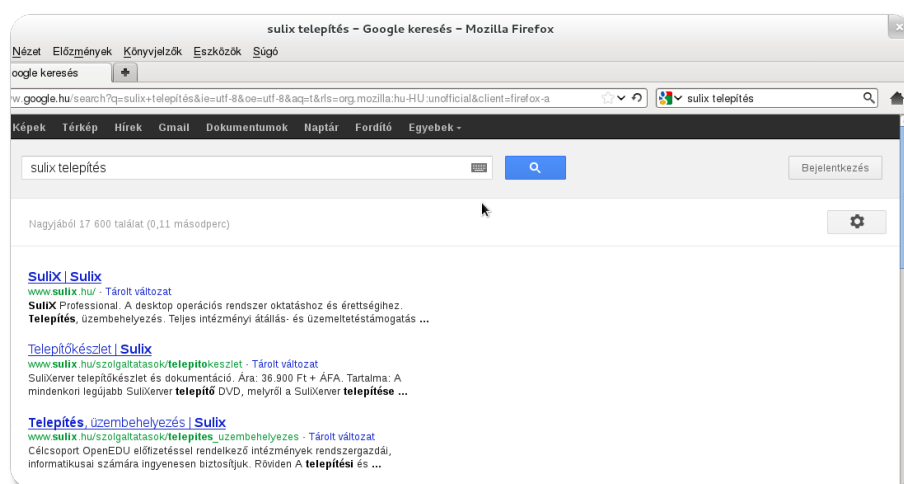 sulix telepítés – Google keresés – Mozilla Firefox
Nézet Előzmények Könyvjelzők Eszközök Súgó
oogle keresés
w.google.hu/search?q=sulix+telepítés&ie=utf-8&oe=utf-8&aq=t&rls=org.mozilla:hu-HU:unofficial&client=firefox-a sulix telepítés
Képek Térkép Hírek Gmail Dokumentumok Naptár Fordító Egyebek
sulix telepítés Bejelentkezés
Nagyjából 17 600 találat (0,11 másodperc)
SuliX | Sulix
www.sulix.hu/ - Tárolt változat
SuliX Professional. A desktop operációs rendszer oktatáshoz és érettségihez.
Telepítés, üzembehelyezés. Teljes intézményi átállás- és üzemeltetéstámogatás ...
Telepítőkészlet | Sulix
www.sulix.hu/szolgaltatasok/telepitokeszlet - Tárolt változat
SuliXerver telepítőkészlet és dokumentáció. Ára: 36.900 Ft + ÁFA. Tartalma: A
mindenkori legújabb SuliXerver telepítő DVD, melyről a SuliXerver telepítése ...
Telepítés, üzembehelyezés | Sulix
www.sulix.hu/szolgaltatasok/telepites_uzembehelyezes - Tárolt változat
Célcsoport OpenEDU előfizetéssel rendelkező intézmények rendszergazdái,
informatikusai számára ingyenesen biztosítjuk. Röviden A telepítési és ...